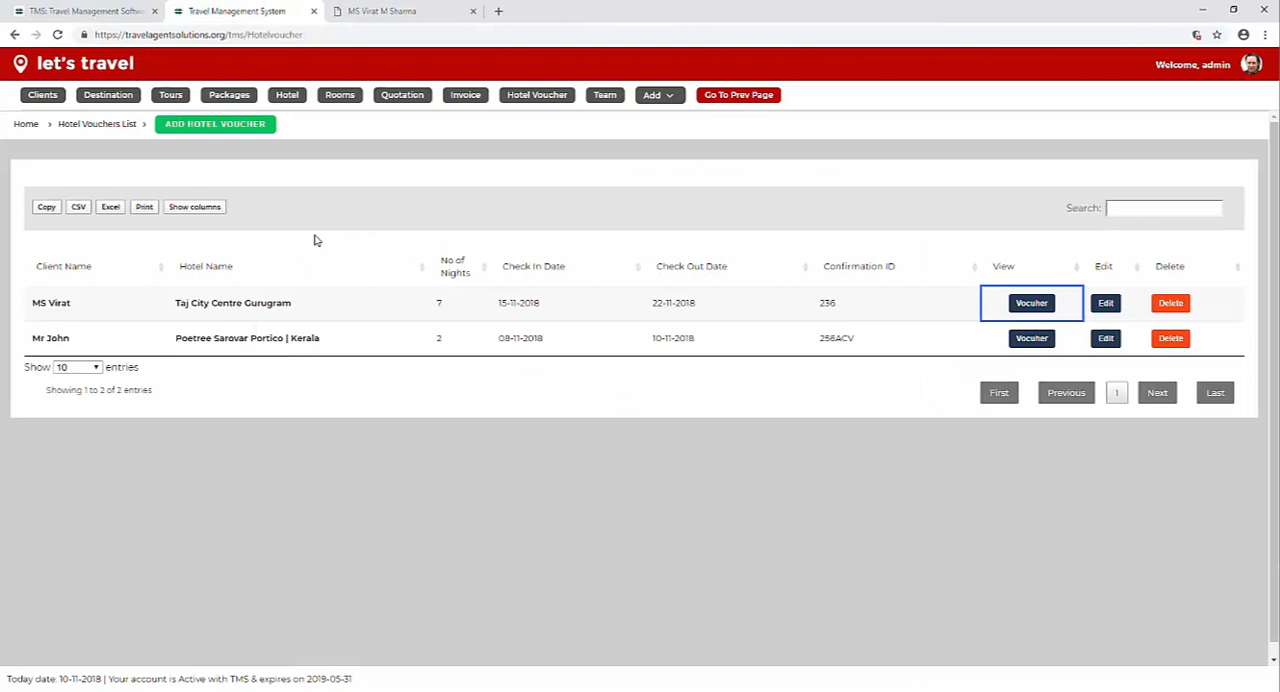 TMS: Travel Management Softw
Travel Management System
MS Virat M Sharma
https://travelagentsolutions.org/tms/Hotelvoucher
let's travel
Welcome, admin
Clients Destination Tours Packages Hotel Rooms Quotation Invoice Hotel Voucher Team Add Go To Prev Page
Home > Hotel Vouchers List > ADD HOTEL VOUCHER
Copy CSV Excel Print Show columns
Search:
Client Name Hotel Name No of Nights Check In Date Check Out Date Confirmation ID View Edit Delete
MS Virat Taj City Centre Gurugram 7 15-11-2018 22-11-2018 236 Vocuher Edit Delete
Mr John Poetree Sarovar Portico | Kerala 2 08-11-2018 10-11-2018 256ACV Vocuher Edit Delete
Show 10 entries
Showing 1 to 2 of 2 entries
First Previous 1 Next Last
Today date: 10-11-2018 | Your account is Active with TMS & expires on 2019-05-31